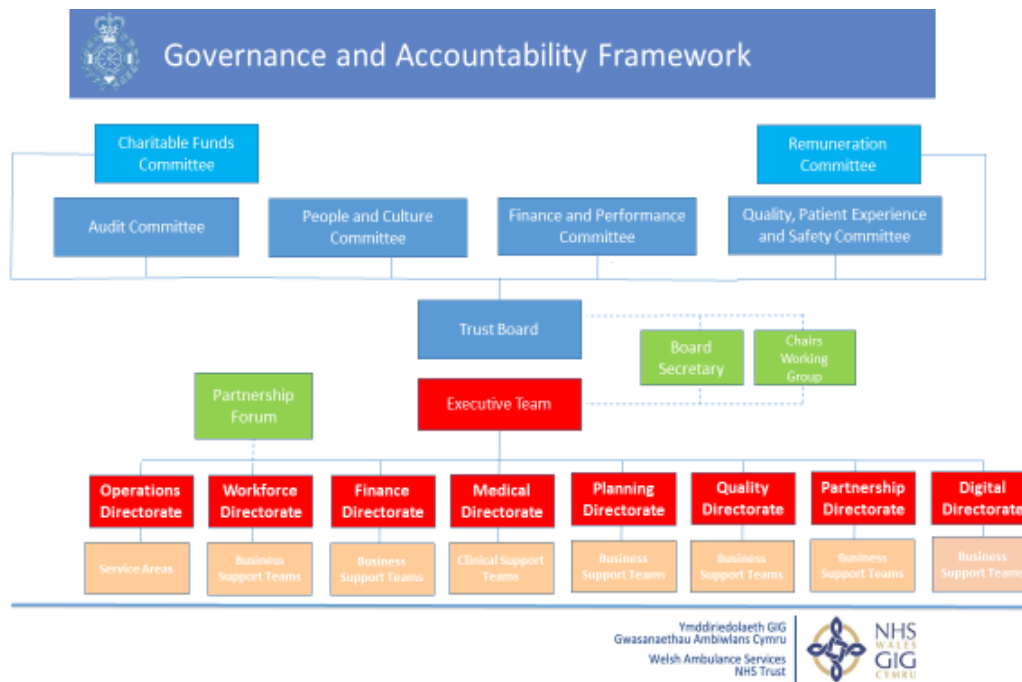 Governance and Accountability Framework
Charitable Funds
Committee
Remuneration
Committee
Audit Committee
People and Culture
Committee
Finance and Performance
Committee
Quality, Patient Experience
and Safety Committee
Trust Board
Board
Secretary
Chairs
Working
Group
Partnership
Forum
Executive Team
Operations
Directorate
Workforce
Directorate
Finance
Directorate
Medical
Directorate
Planning
Directorate
Quality
Directorate
Partnership
Directorate
Digital
Directorate
Service Areas
Business
Support Teams
Business
Support Teams
Clinical Support
Teams
Business
Support Teams
Business
Support Teams
Business
Support Teams
Business
Support Teams
Ymddiriedolaeth GIG
Gwasanaethau Ambiwlans Cymru
Welsh Ambulance Services
NHS Trust
NHS
WALES
GIG
CYMRU